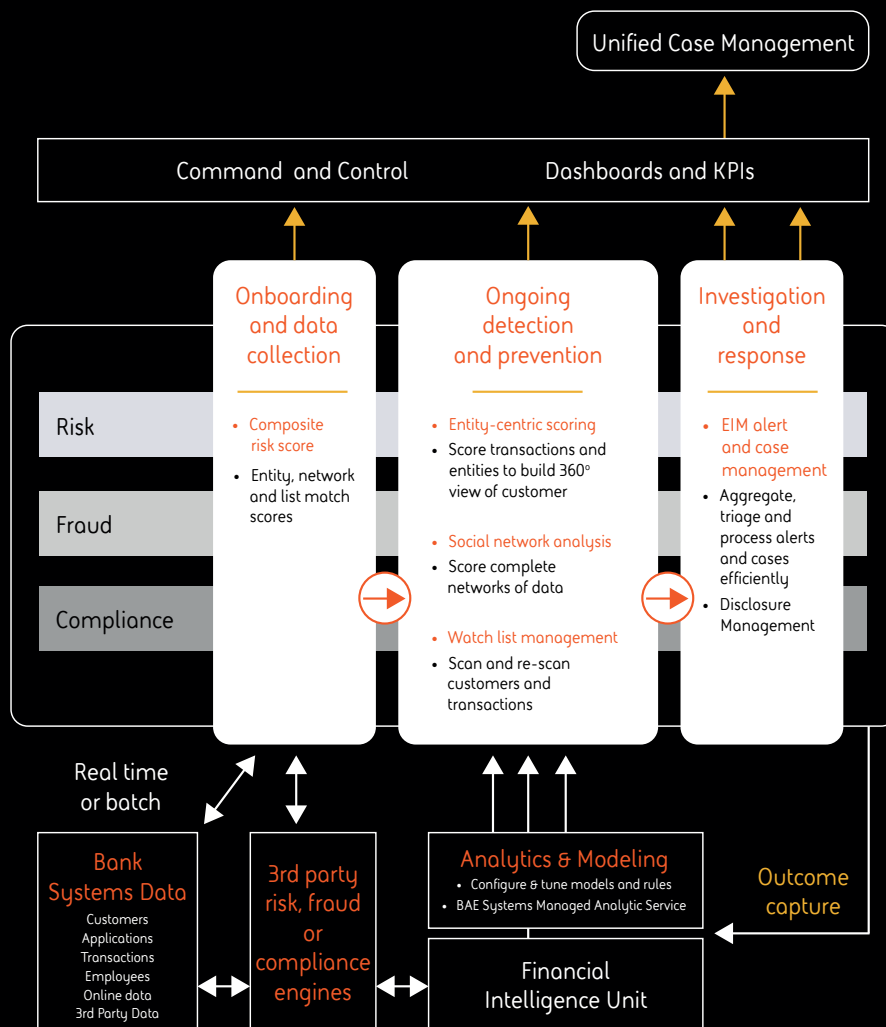 Unified Case Management
Command and Control
Dashboards and KPIs
Onboarding
and data
collection
• Composite
risk score
• Entity, network
and list match
scores
Ongoing
detection
and prevention
• Entity-centric scoring
• Score transactions and
entities to build 360°
view of customer
• Social network analysis
• Score complete
networks of data
• Watch list management
• Scan and re-scan
customers and
transactions
Investigation
and
response
• EIM alert
and case
management
• Aggregate,
triage and
process alerts
and cases
efficiently
• Disclosure
Management
Risk
Fraud
Compliance
Real time
or batch
Bank
Systems Data
Customers
Applications
Transactions
Employees
Online data
3rd Party Data
3rd party
risk, fraud
or
compliance
engines
Analytics & Modeling
• Configure & tune models and rules
• BAE Systems Managed Analytic Service
Financial
Intelligence Unit
Outcome
capture